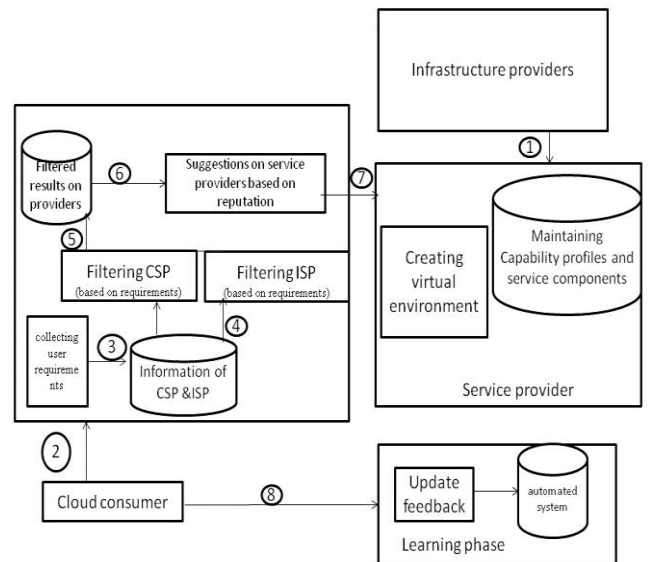 Infrastructure providers
1
Filtered
results on
providers
6
Suggestions on service
providers based on
reputation
7
Maintaining
Capability profiles and
service components
Creating
virtual
environment
Service provider
5
Filtering CSP
(based on requirements)
Filtering ISP
(based on requirements)
collecting
user
requireme
nts
3
4
Information of
CSP &ISP
2
Cloud consumer
8
Update
feedback
automated
system
Learning phase